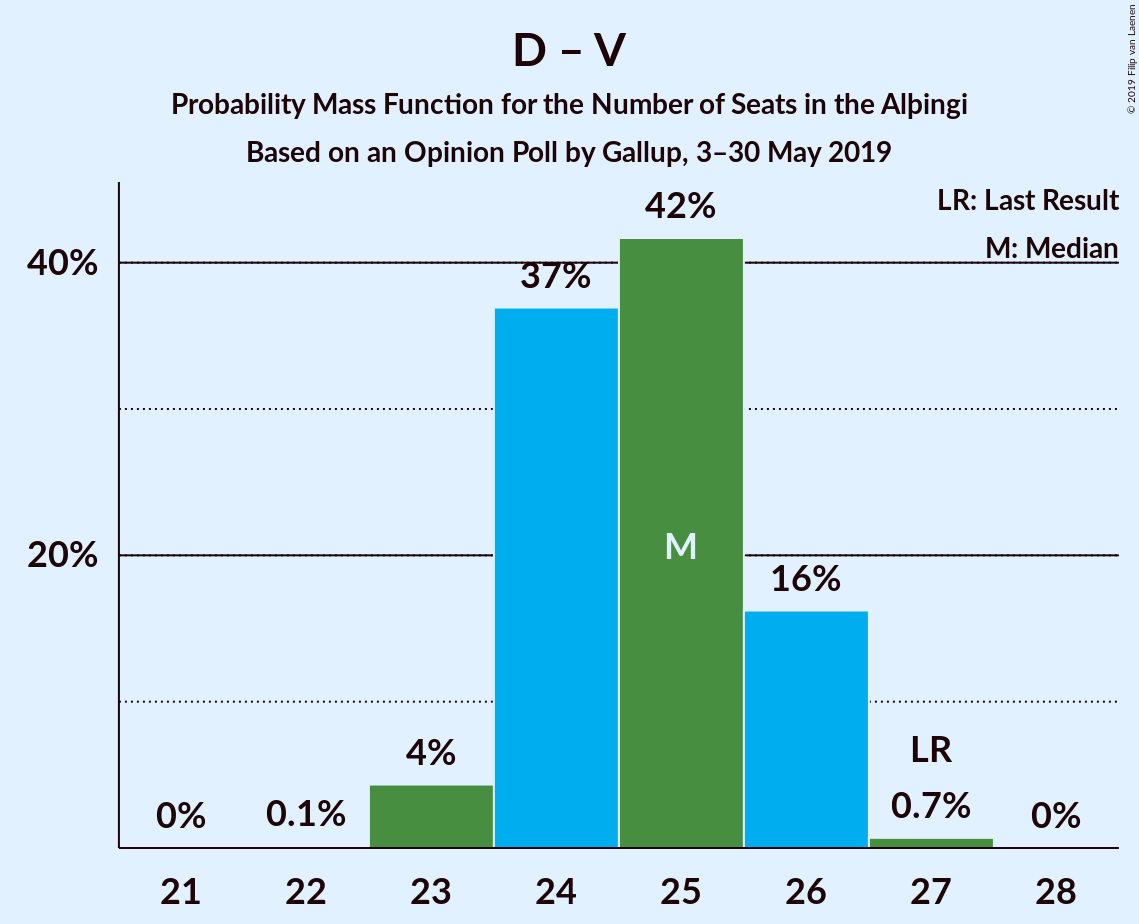 D – V
Probability Mass Function for the Number of Seats in the Alþingi
Based on an Opinion Poll by Gallup, 3–30 May 2019
© 2019 Filip van Laenen
LR: Last Result
M: Median
40%
20%
0%
0.1%
4%
37%
42%
M
16%
LR
0.7%
0%
21 22 23 24 25 26 27 28